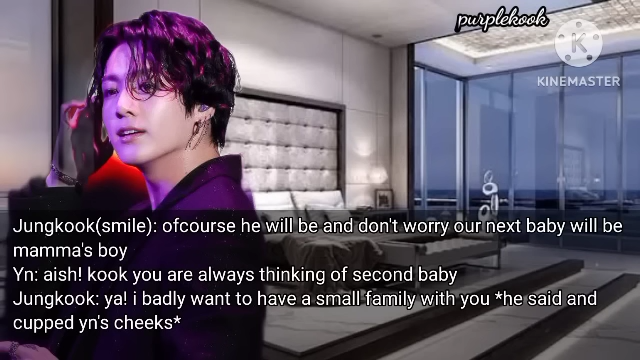 purplekook
K
KINEMASTER
Jungkook(smile): ofcourse he will be and don't worry our next baby will be
mamma's boy
Yn: aish! kook you are always thinking of second baby
Jungkook: ya! i badly want to have a small family with you *he said and
cupped yn's cheeks*